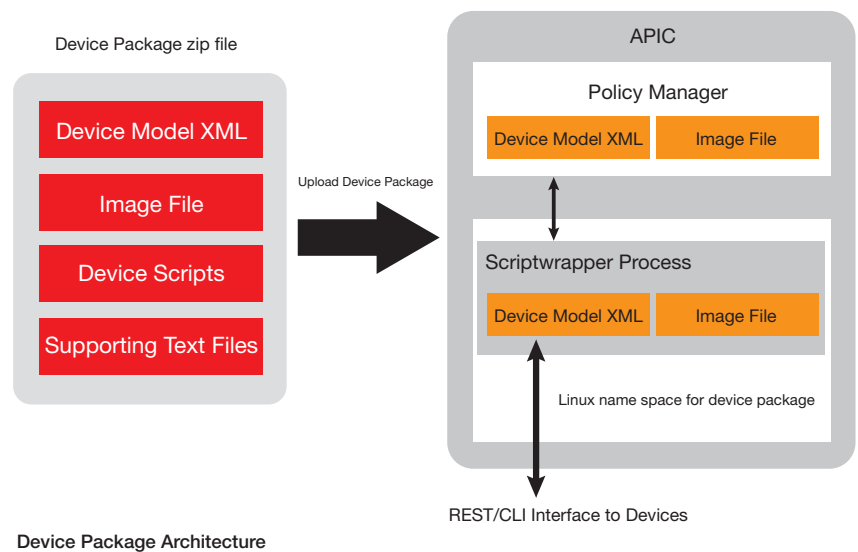 Device Package zip file
Device Model XML
Image File
Device Scripts
Supporting Text Files
Upload Device Package
APIC
Policy Manager
Device Model XML
Image File
Scriptwrapper Process
Device Model XML
Image File
Linux name space for device package
REST/CLI Interface to Devices
Device Package Architecture